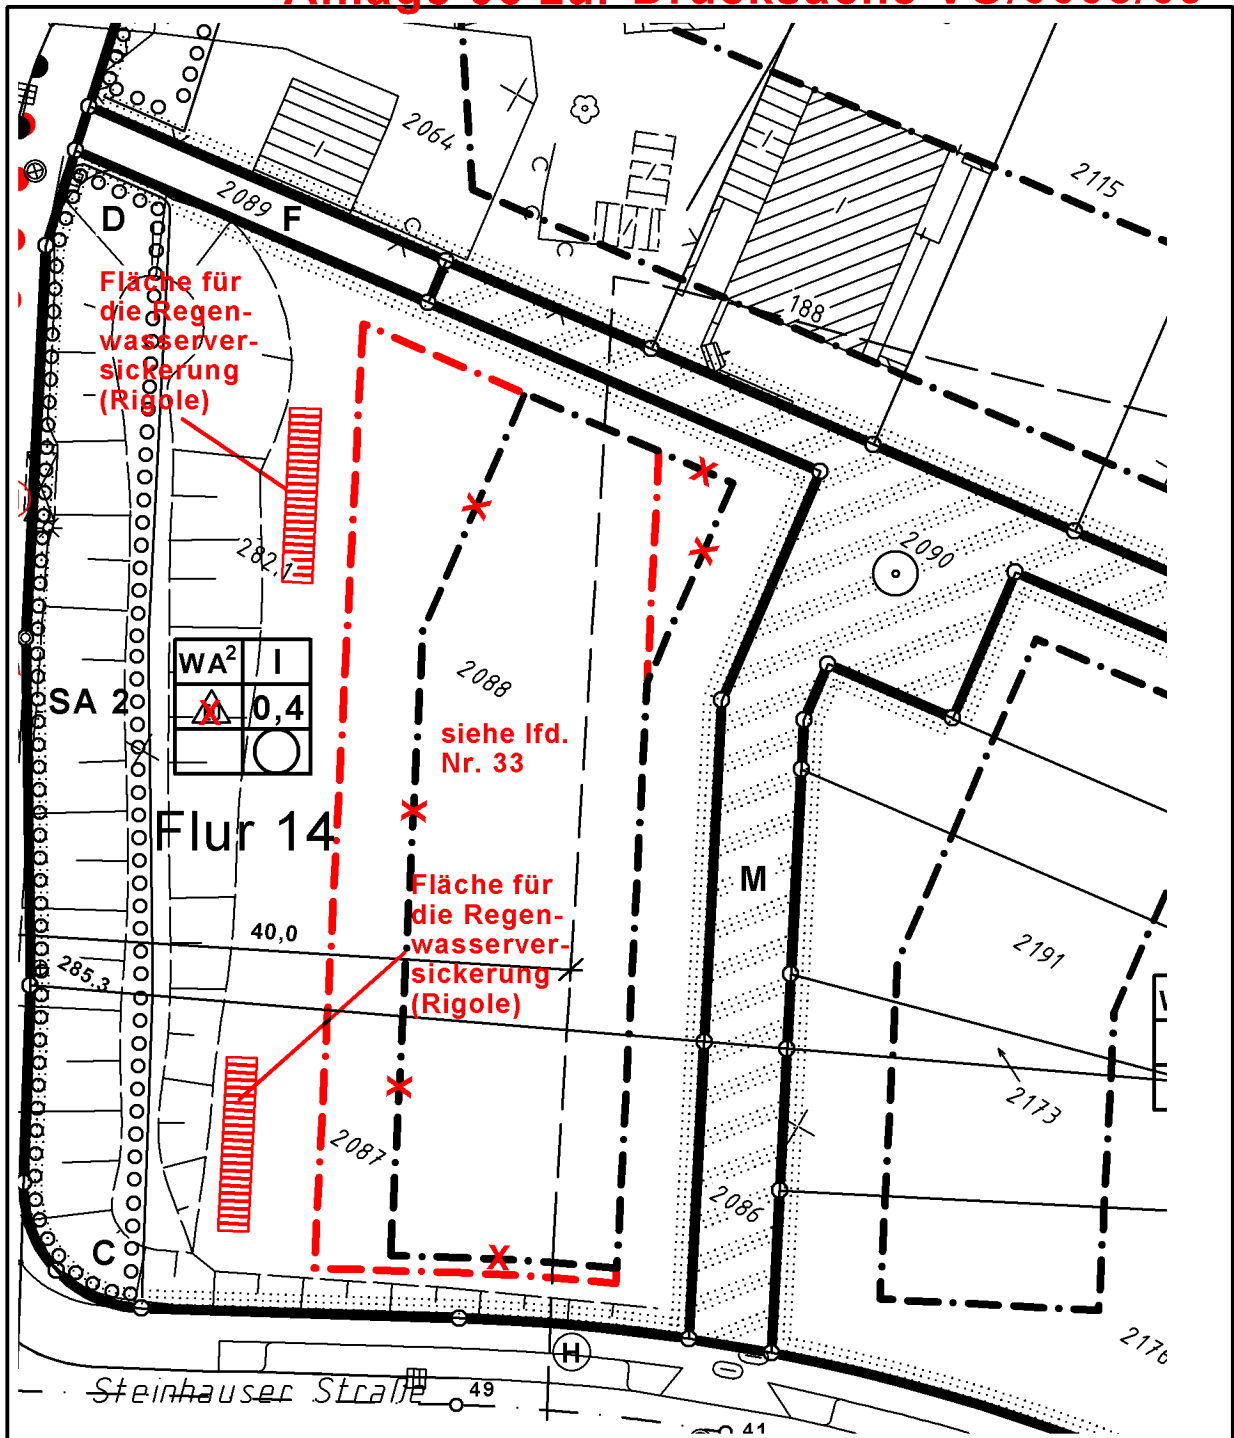 2064
2115
2089
F
D
188
Fläche für
die Regen-
wasserver-
sickerung
(Rigole)
2090
282.1
WA² I
0,4
2088
SA 2
siehe lfd.
Nr. 33
Flur 14
M
Fläche für
die Regen-
wasserver-
sickerung
(Rigole)
40,0
2191
285.3
2173
2087
2086
C
2176
H
Steinhauser Straße
49
41